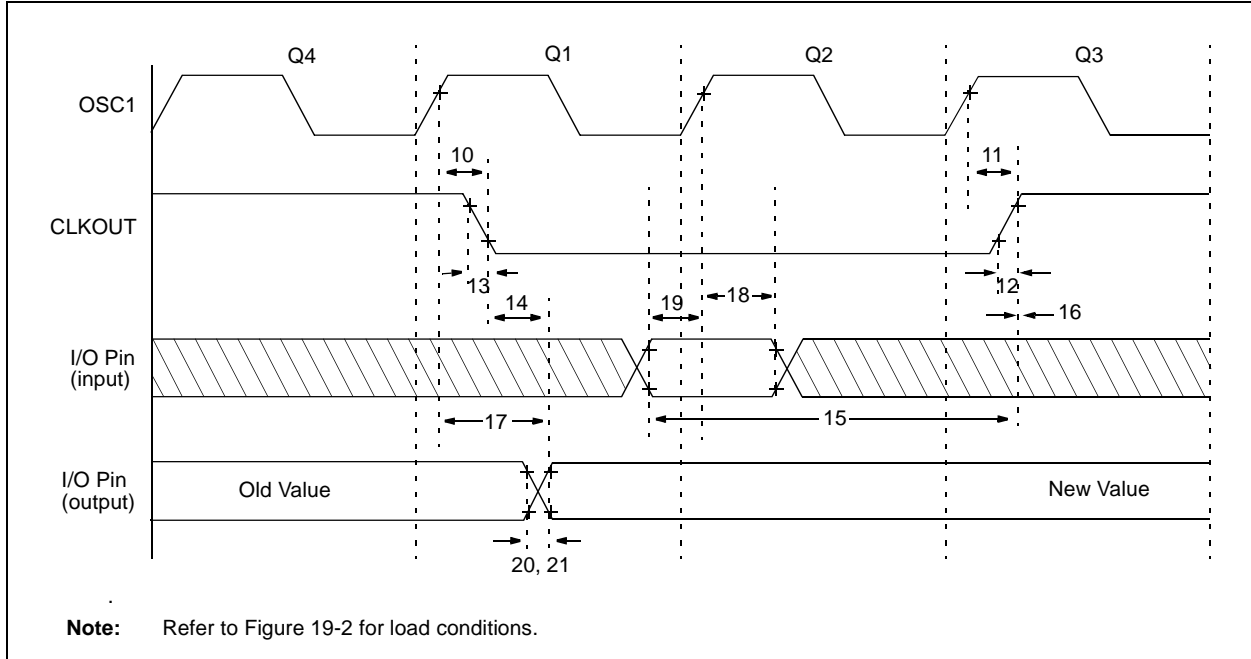 Q4 Q1 Q2 Q3
OSC1
10 11
CLKOUT
13 12
14 19 18 16
I/O Pin
(input)
17 15
I/O Pin
(output)
Old Value New Value
20, 21
.
Note: Refer to Figure 19-2 for load conditions.